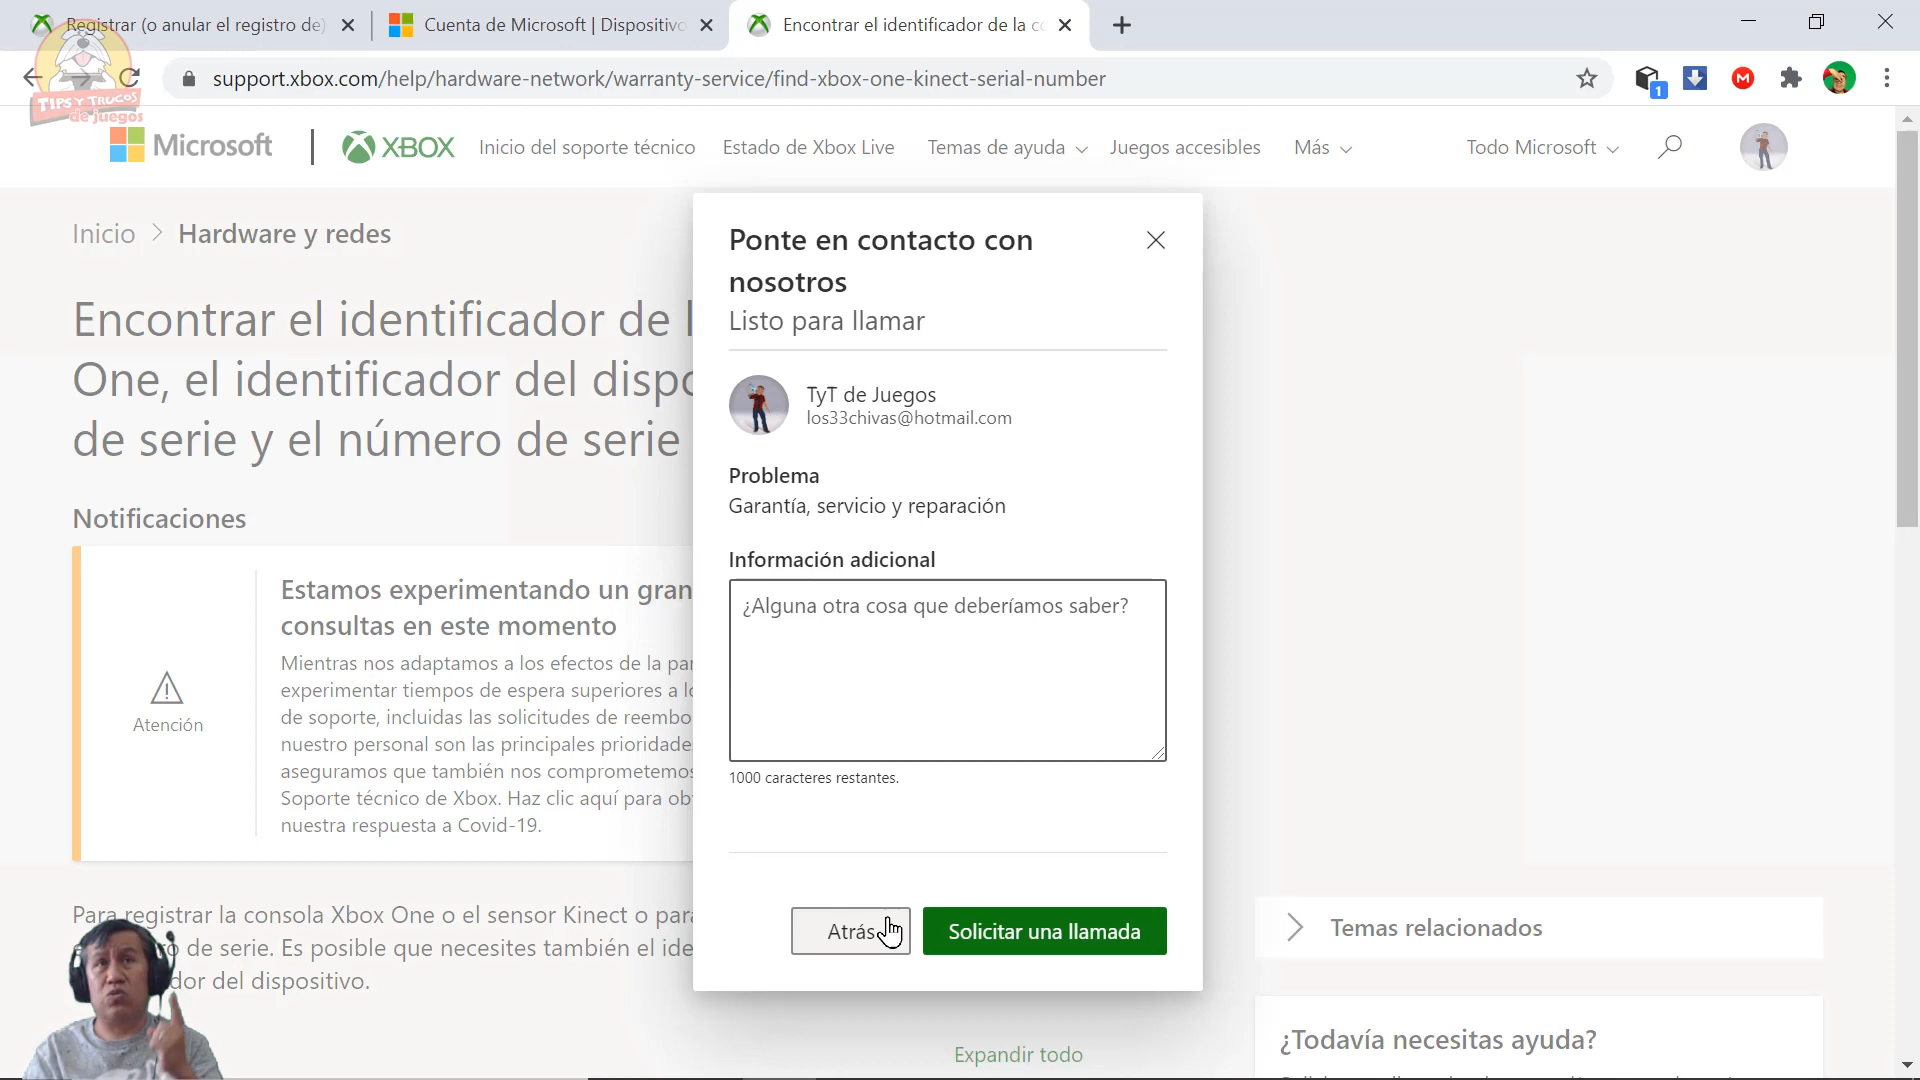 Registrar (o anular el registro de)
Cuenta de Microsoft | Dispositivo
Encontrar el identificador de la co
TIPS Y TRUCOS
de juegos
support.xbox.com/help/hardware-network/warranty-service/find-xbox-one-kinect-serial-number
1
M
Microsoft
XBOX
Inicio del soporte técnico
Estado de Xbox Live
Temas de ayuda
Juegos accesibles
Más
Todo Microsoft
Inicio > Hardware y redes
Encontrar el identificador de l
One, el identificador del dispo
de serie y el número de serie
Notificaciones
Atención
Estamos experimentando un gran
consultas en este momento
Mientras nos adaptamos a los efectos de la pan
experimentar tiempos de espera superiores a lo
de soporte, incluidas las solicitudes de reembo
nuestro personal son las principales prioridade
aseguramos que también nos comprometemos
Soporte técnico de Xbox. Haz clic aquí para ob
nuestra respuesta a Covid-19.
Para registrar la consola Xbox One o el sensor Kinect o para
de serie. Es posible que necesites también el ide
dor del dispositivo.
Expandir todo
Ponte en contacto con
nosotros
Listo para llamar
TyT de Juegos
los33chivas@hotmail.com
Problema
Garantía, servicio y reparación
Información adicional
¿Alguna otra cosa que deberíamos saber?
1000 caracteres restantes.
Atrás
Solicitar una llamada
Temas relacionados
¿Todavía necesitas ayuda?